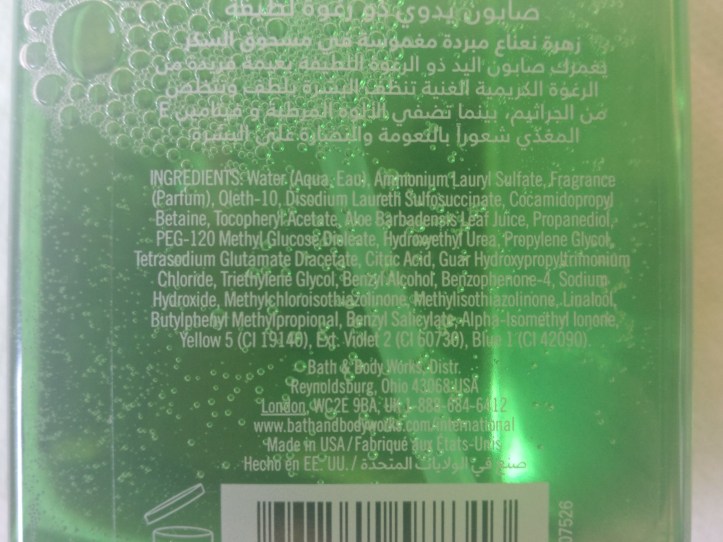 صابون يدوي ذو رغوة لطيفة
زهرة نعناع مبردة مغموسة في مسحوق السكر
يغمرك صابون اليد ذو الرغوة اللطيفة بغيمة فريدة من
الرغوة الكريمية الغنية تنظف البشرة بلطف وتتخلص
من الجراثيم، بينما تضفي الألوه المرطبة و فيتامين E
المغذي شعوراً بالنعومة والنضارة على البشرة
INGREDIENTS: Water (Aqua, Eau), Ammonium Lauryl Sulfate, Fragrance
(Parfum), Oleth-10, Disodium Laureth Sulfosuccinate, Cocamidopropyl
Betaine, Tocopheryl Acetate, Aloe Barbadensis Leaf Juice, Propanediol,
PEG-120 Methyl Glucose Dioleate, Hydroxyethyl Urea, Propylene Glycol,
Tetrasodium Glutamate Diacetate, Citric Acid, Guar Hydroxypropyltrimonium
Chloride, Triethylene Glycol, Benzyl Alcohol, Benzophenone-4, Sodium
Hydroxide, Methylchloroisothiazolinone, Methylisothiazolinone, Linalool,
Butylphenyl Methylpropional, Benzyl Salicylate, Alpha-Isomethyl Ionone,
Yellow 5 (CI 19140), Ext. Violet 2 (CI 60730), Blue 1 (CI 42090).
Bath & Body Works, Distr.
Reynoldsburg, Ohio 43068 USA
London, WC2E 9BA, UK 1-888-684-6412
www.bathandbodyworks.com/international
Made in USA / Fabriqué aux États-Unis
Hecho en EE. UU. / صنع في الولايات المتحدة
07526